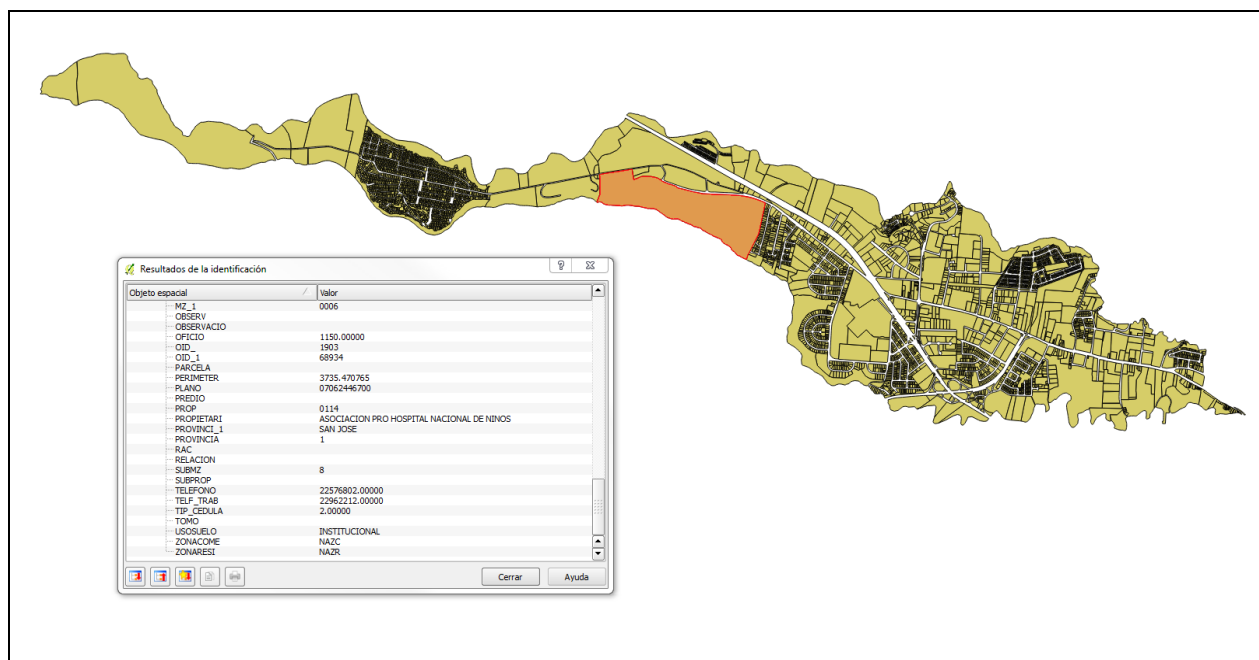 Resultados de la identificación
Objeto espacial Valor
MZ_1 0006
OBSERV
OBSERVACIO
OFICIO 1150.00000
OID_ 1903
OID_1 68934
PARCELA
PERIMETER 3735.470765
PLANO 07062446700
PREDIO
PROP 0114
PROPIETARI ASOCIACION PRO HOSPITAL NACIONAL DE NINOS
PROVINCI_1 SAN JOSE
PROVINCIA 1
RAC
RELACION
SUBMZ 8
SUBPROP
TELEFONO 22576802.00000
TELF_TRAB 22962212.00000
TIP_CEDULA 2.00000
TOMO
USOSUELO INSTITUCIONAL
ZONACOME NAZC
ZONARESI NAZR
Cerrar Ayuda